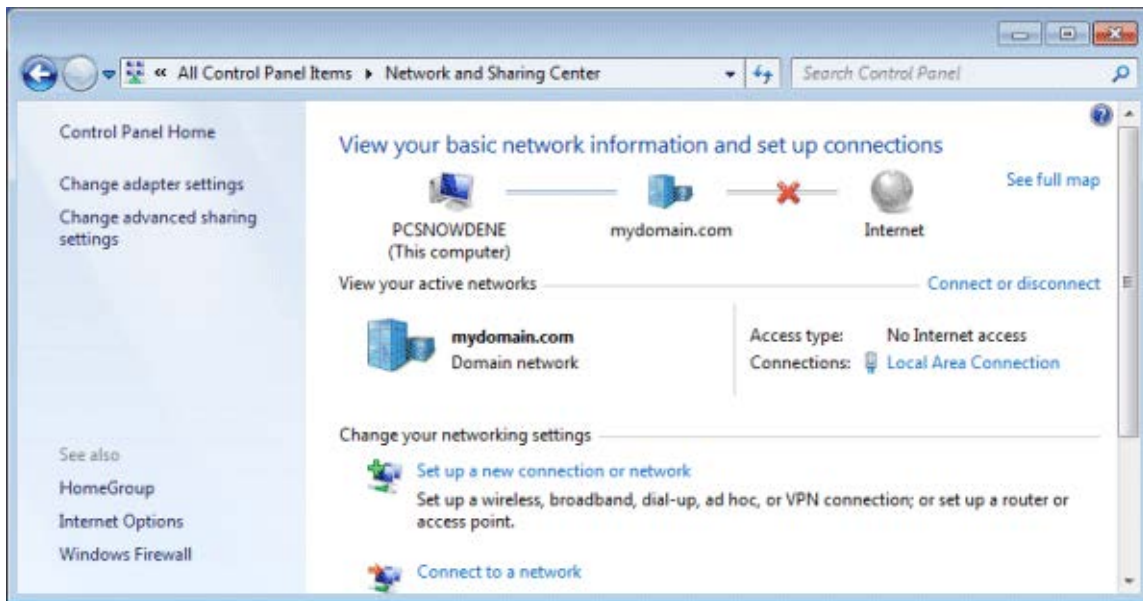 « All Control Panel Items ▸ Network and Sharing Center
Search Control Panel
Control Panel Home
Change adapter settings
Change advanced sharing
settings
See also
HomeGroup
Internet Options
Windows Firewall
View your basic network information and set up connections
See full map
PCSNOWDENE
(This computer)
mydomain.com
Internet
View your active networks
Connect or disconnect
mydomain.com
Domain network
Access type: No Internet access
Connections: Local Area Connection
Change your networking settings
Set up a new connection or network
Set up a wireless, broadband, dial-up, ad hoc, or VPN connection; or set up a router or
access point.
Connect to a network